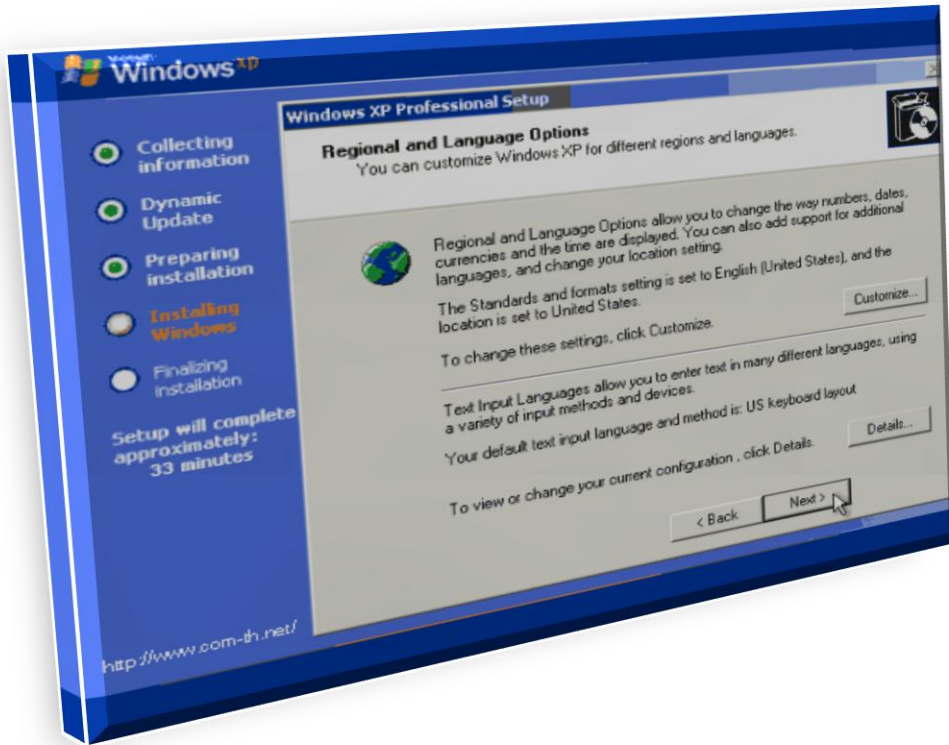 Microsoft
Windows xp
Collecting
information
Dynamic
Update
Preparing
installation
Installing
Windows
Finalizing
installation
Setup will complete
approximately:
33 minutes
http://www.com-th.net/
Windows XP Professional Setup
Regional and Language Options
You can customize Windows XP for different regions and languages.
Regional and Language Options allow you to change the way numbers, dates,
currencies and the time are displayed. You can also add support for additional
languages, and change your location setting.
The Standards and formats setting is set to English (United States), and the
location is set to United States.
To change these settings, click Customize.
Customize...
Text Input Languages allow you to enter text in many different languages, using
a variety of input methods and devices.
Your default text input language and method is: US keyboard layout
To view or change your current configuration , click Details.
Details...
< Back
Next >